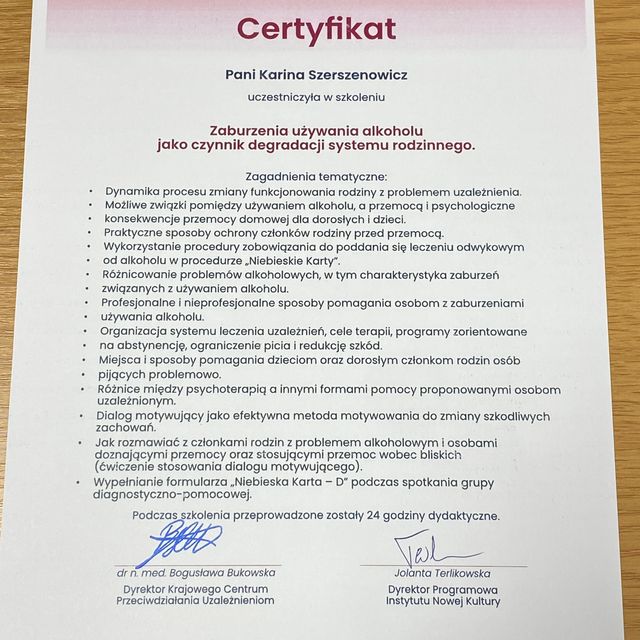 Certyfikat
Pani Karina Szerszenowicz
uczestniczyła w szkoleniu
Zaburzenia używania alkoholu
jako czynnik degradacji systemu rodzinnego.
Zagadnienia tematyczne:
• Dynamika procesu zmiany funkcjonowania rodziny z problemem uzależnienia.
• Możliwe związki pomiędzy używaniem alkoholu, a przemocą i psychologiczne
• konsekwencje przemocy domowej dla dorosłych i dzieci.
• Praktyczne sposoby ochrony członków rodziny przed przemocą.
• Wykorzystanie procedury zobowiązania do poddania się leczeniu odwykowym
• od alkoholu w procedurze „Niebieskie Karty”.
• Różnicowanie problemów alkoholowych, w tym charakterystyka zaburzeń
• związanych z używaniem alkoholu.
• Profesjonalne i nieprofesjonalne sposoby pomagania osobom z zaburzeniami
• używania alkoholu.
• Organizacja systemu leczenia uzależnień, cele terapii, programy zorientowane
• na abstynencję, ograniczenie picia i redukcję szkód.
• Miejsca i sposoby pomagania dzieciom oraz dorosłym członkom rodzin osób
• pijących problemowo.
• Różnice między psychoterapią a innymi formami pomocy proponowanymi osobom
uzależnionym.
• Dialog motywujący jako efektywna metoda motywowania do zmiany szkodliwych
zachowań.
• Jak rozmawiać z członkami rodzin z problemem alkoholowym i osobami
doznającymi przemocy oraz stosującymi przemoc wobec bliskich
(ćwiczenie stosowania dialogu motywującego).
• Wypełnianie formularza „Niebieska Karta – D” podczas spotkania grupy
diagnostyczno-pomocowej.
Podczas szkolenia przeprowadzone zostały 24 godziny dydaktyczne.
dr n. med. Bogusława Bukowska
Dyrektor Krajowego Centrum
Przeciwdziałania Uzależnieniom
Jolanta Terlikowska
Dyrektor Programowa
Instytutu Nowej Kultury